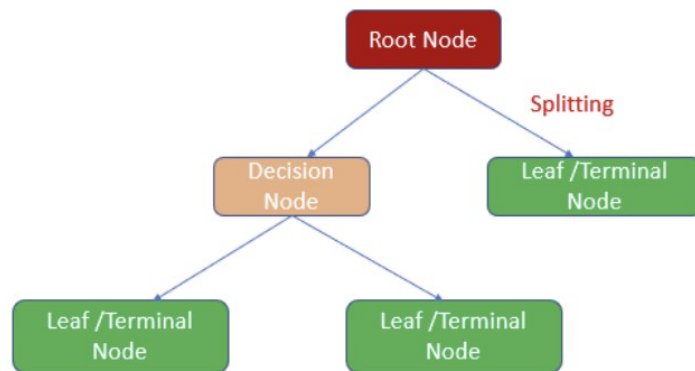 Root Node
Splitting
Decision
Node
Leaf /Terminal
Node
Leaf /Terminal
Node
Leaf /Terminal
Node